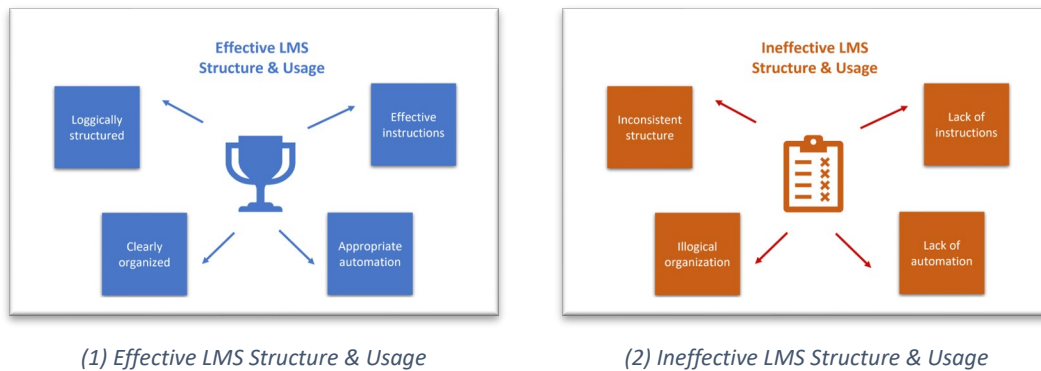 Effective LMS
Structure & Usage
Loggically
structured
Effective
instructions
Clearly
organized
Appropriate
automation
(1) Effective LMS Structure & Usage
Ineffective LMS
Structure & Usage
Inconsistent
structure
Lack of
instructions
Illogical
organization
Lack of
automation
(2) Ineffective LMS Structure & Usage